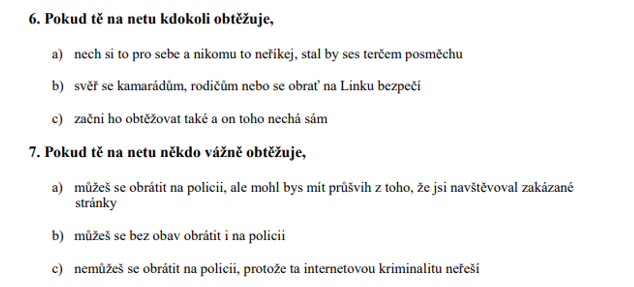 6. Pokud tě na netu kdokoli obtěžuje,
a) nech si to pro sebe a nikomu to neříkej, stal by ses terčem posměchu
b) svěř se kamarádům, rodičům nebo se obrať na Linku bezpečí
c) začni ho obtěžovat také a on toho nechá sám
7. Pokud tě na netu někdo vážně obtěžuje,
a) můžeš se obrátit na policii, ale mohl bys mít průšvih z toho, že jsi navštěvoval zakázané
stránky
b) můžeš se bez obav obrátit i na policii
c) nemůžeš se obrátit na policii, protože ta internetovou kriminalitu neřeší